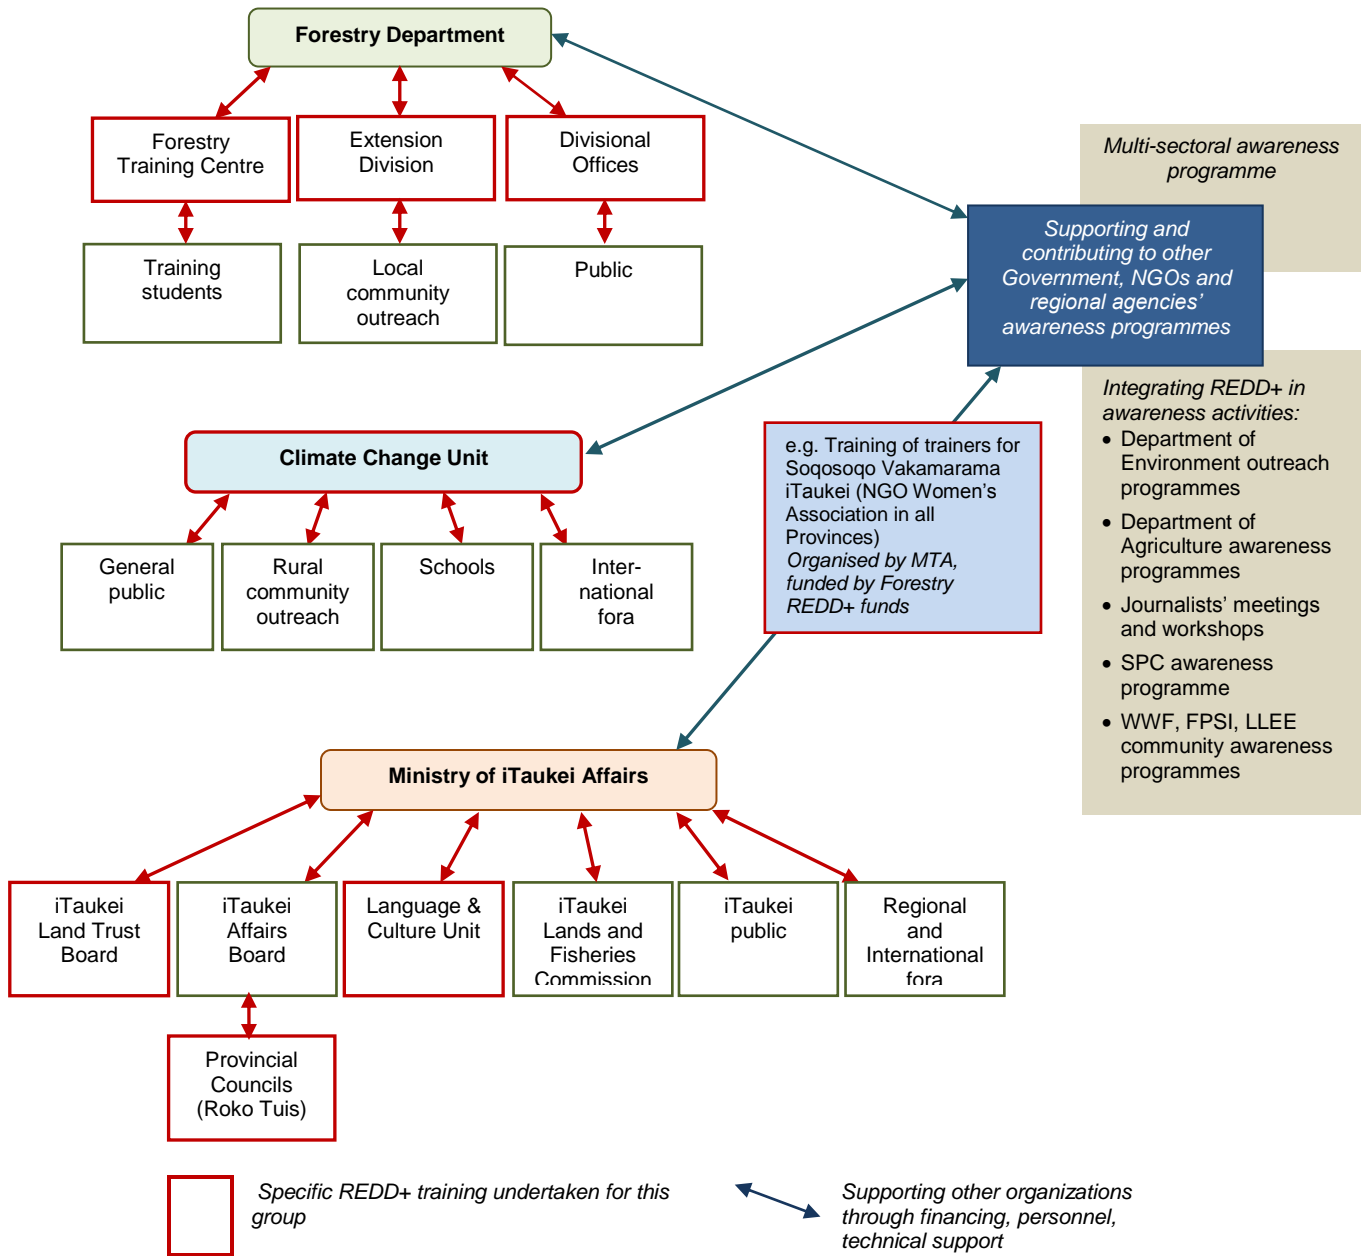 Forestry Department
Forestry
Training Centre
Extension
Division
Divisional
Offices
Training
students
Local
community
outreach
Public
Multi-sectoral awareness
programme
Supporting and
contributing to other
Government, NGOs and
regional agencies’
awareness programmes
Integrating REDD+ in
awareness activities:
• Department of
Environment outreach
programmes
• Department of
Agriculture awareness
programmes
• Journalists’ meetings
and workshops
• SPC awareness
programme
• WWF, FPSI, LLEE
community awareness
programmes
Climate Change Unit
General
public
Rural
community
outreach
Schools
Inter-
national
fora
e.g. Training of trainers for
Soqosoqo Vakamarama
iTaukei (NGO Women’s
Association in all
Provinces)
Organised by MTA,
funded by Forestry
REDD+ funds
Ministry of iTaukei Affairs
iTaukei
Land Trust
Board
iTaukei
Affairs
Board
Language &
Culture Unit
iTaukei
Lands and
Fisheries
Commission
iTaukei
public
Regional
and
International
fora
Provincial
Councils
(Roko Tuis)
Specific REDD+ training undertaken for this
group
Supporting other organizations
through financing, personnel,
technical support